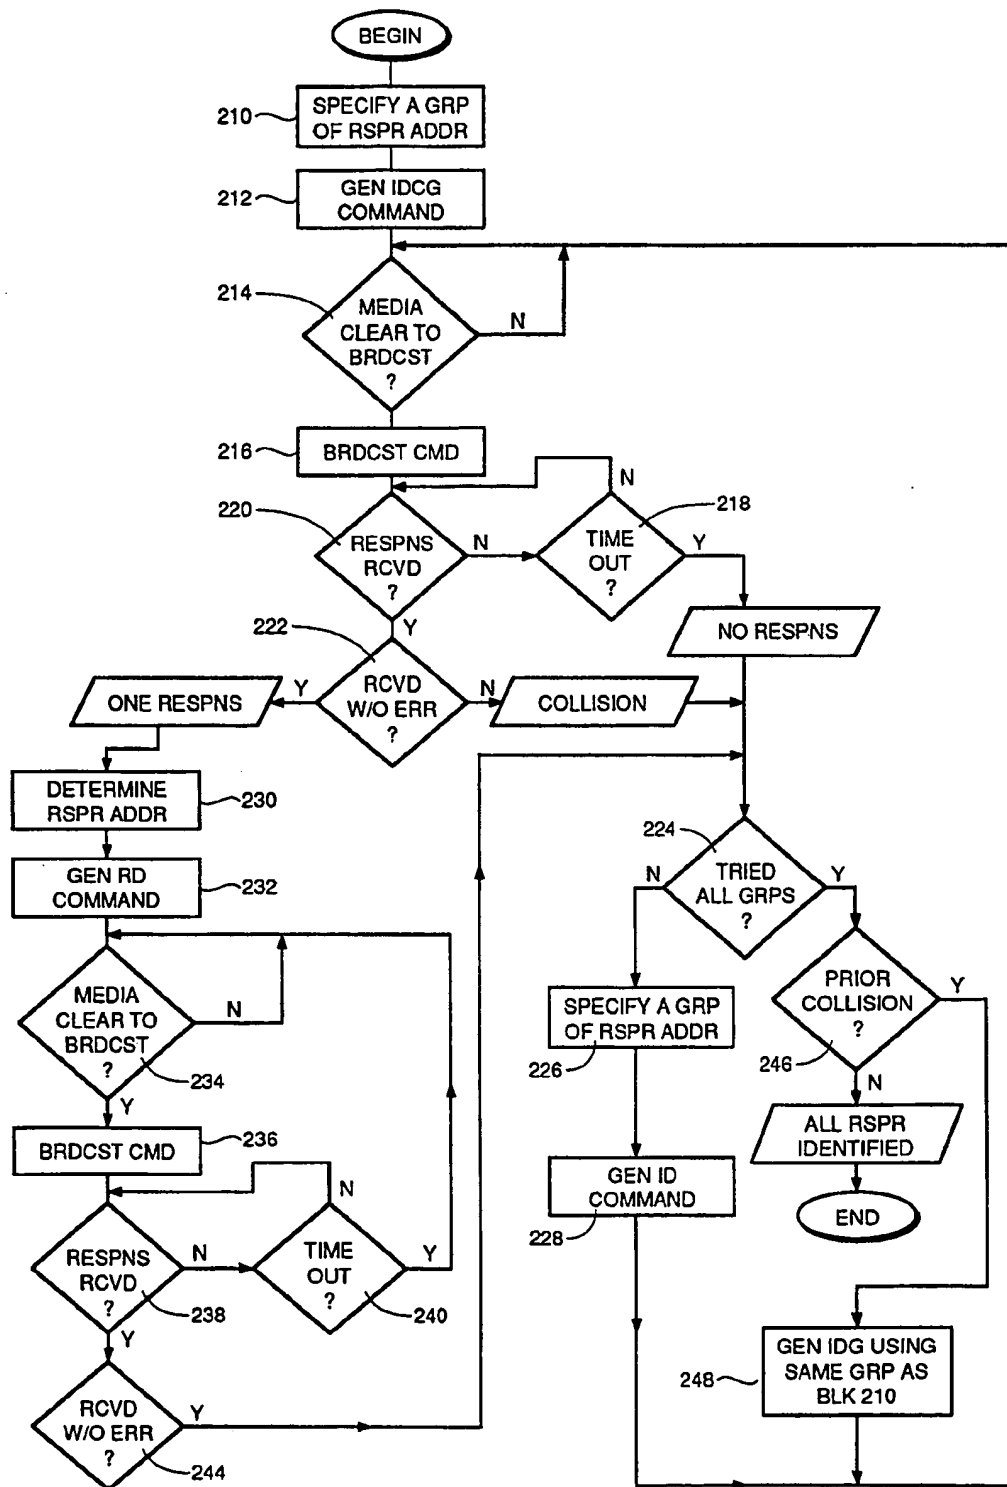 BEGIN
210
SPECIFY A GRP
OF RSPR ADDR
212
GEN IDCG
COMMAND
214
MEDIA
CLEAR TO
BRDCST
?
N
216
BRDCST CMD
N
218
220
RESPNS
RCVD
?
N
TIME
OUT
?
Y
Y
222
NO RESPNS
ONE RESPNS
Y
RCVD
W/O ERR
?
N
COLLISION
DETERMINE
RSPR ADDR
230
224
TRIED
ALL GRPS
?
N
Y
GEN RD
COMMAND
232
MEDIA
CLEAR TO
BRDCST
?
N
234
Y
SPECIFY A GRP
OF RSPR ADDR
226
PRIOR
COLLISION
?
Y
246
N
BRDCST CMD
236
ALL RSPR
IDENTIFIED
N
GEN ID
COMMAND
228
END
RESPNS
RCVD
?
N
238
TIME
OUT
?
Y
240
Y
GEN IDG USING
SAME GRP AS
BLK 210
248
RCVD
W/O ERR
?
Y
244